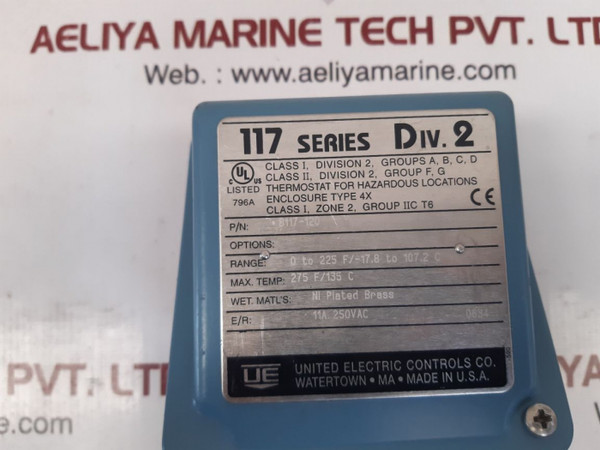 AELIYA MARINE TECH PVT. LTD
Web. : www.aeliyamarine.com
117 SERIES DIV. 2
UL
LISTED
796A
CLASS I, DIVISION 2, GROUPS A, B, C, D
CLASS II, DIVISION 2, GROUP F, G
THERMOSTAT FOR HAZARDOUS LOCATIONS
ENCLOSURE TYPE 4X
CLASS I, ZONE 2, GROUP IIC T6
CE
P/N: B117-120
OPTIONS:
RANGE: 0 to 225 F/-17.8 to 107.2 C
MAX. TEMP: 275 F/135 C
WET. MATL'S: NI Plated Brass
E/R: 11A, 250VAC
UE
UNITED ELECTRIC CONTROLS CO.
WATERTOWN • MA • MADE IN U.S.A.